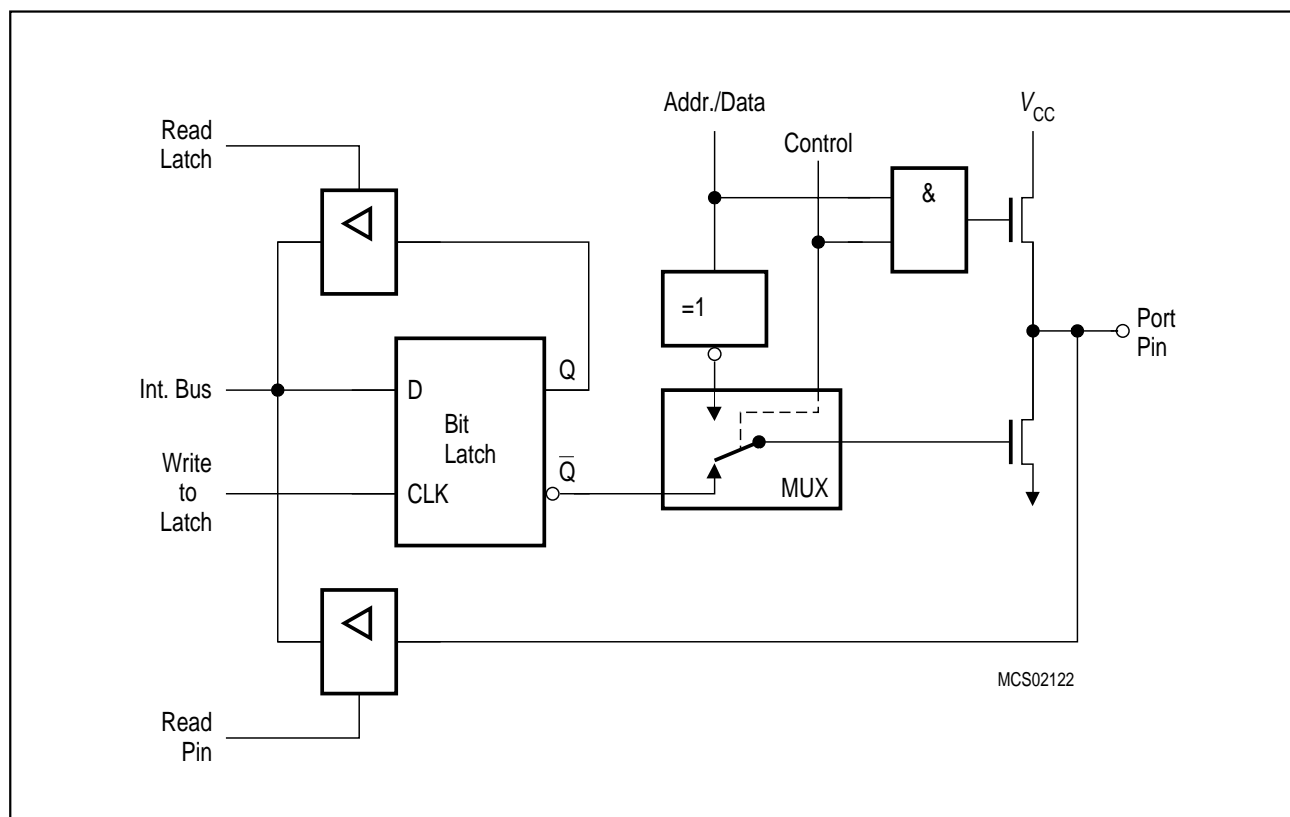 Addr./Data
VCC
Read
Latch
Control
&
=1
Port
Pin
Int. Bus
D
Q
Bit
Latch
Q̅
Write
to
Latch
CLK
MUX
MCS02122
Read
Pin